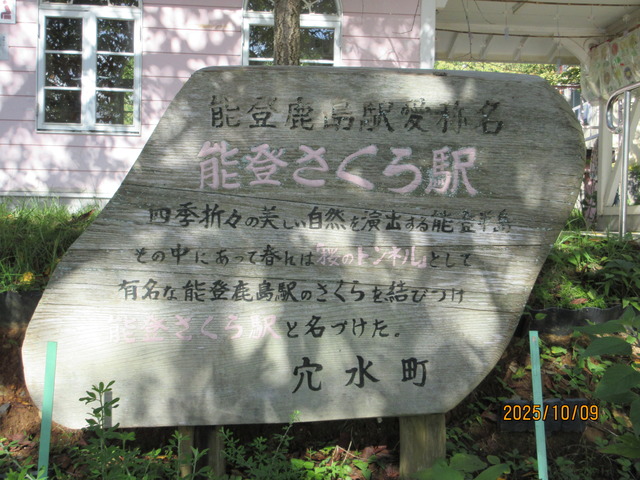 能登鹿島駅愛称名
能登さくら駅
四季折々の美しい自然を演出する能登半島
その中にあって春には「桜のトンネル」として
有名な能登鹿島駅のさくらを結びつけ
能登さくら駅と名づけた。
穴水町
2025/10/09